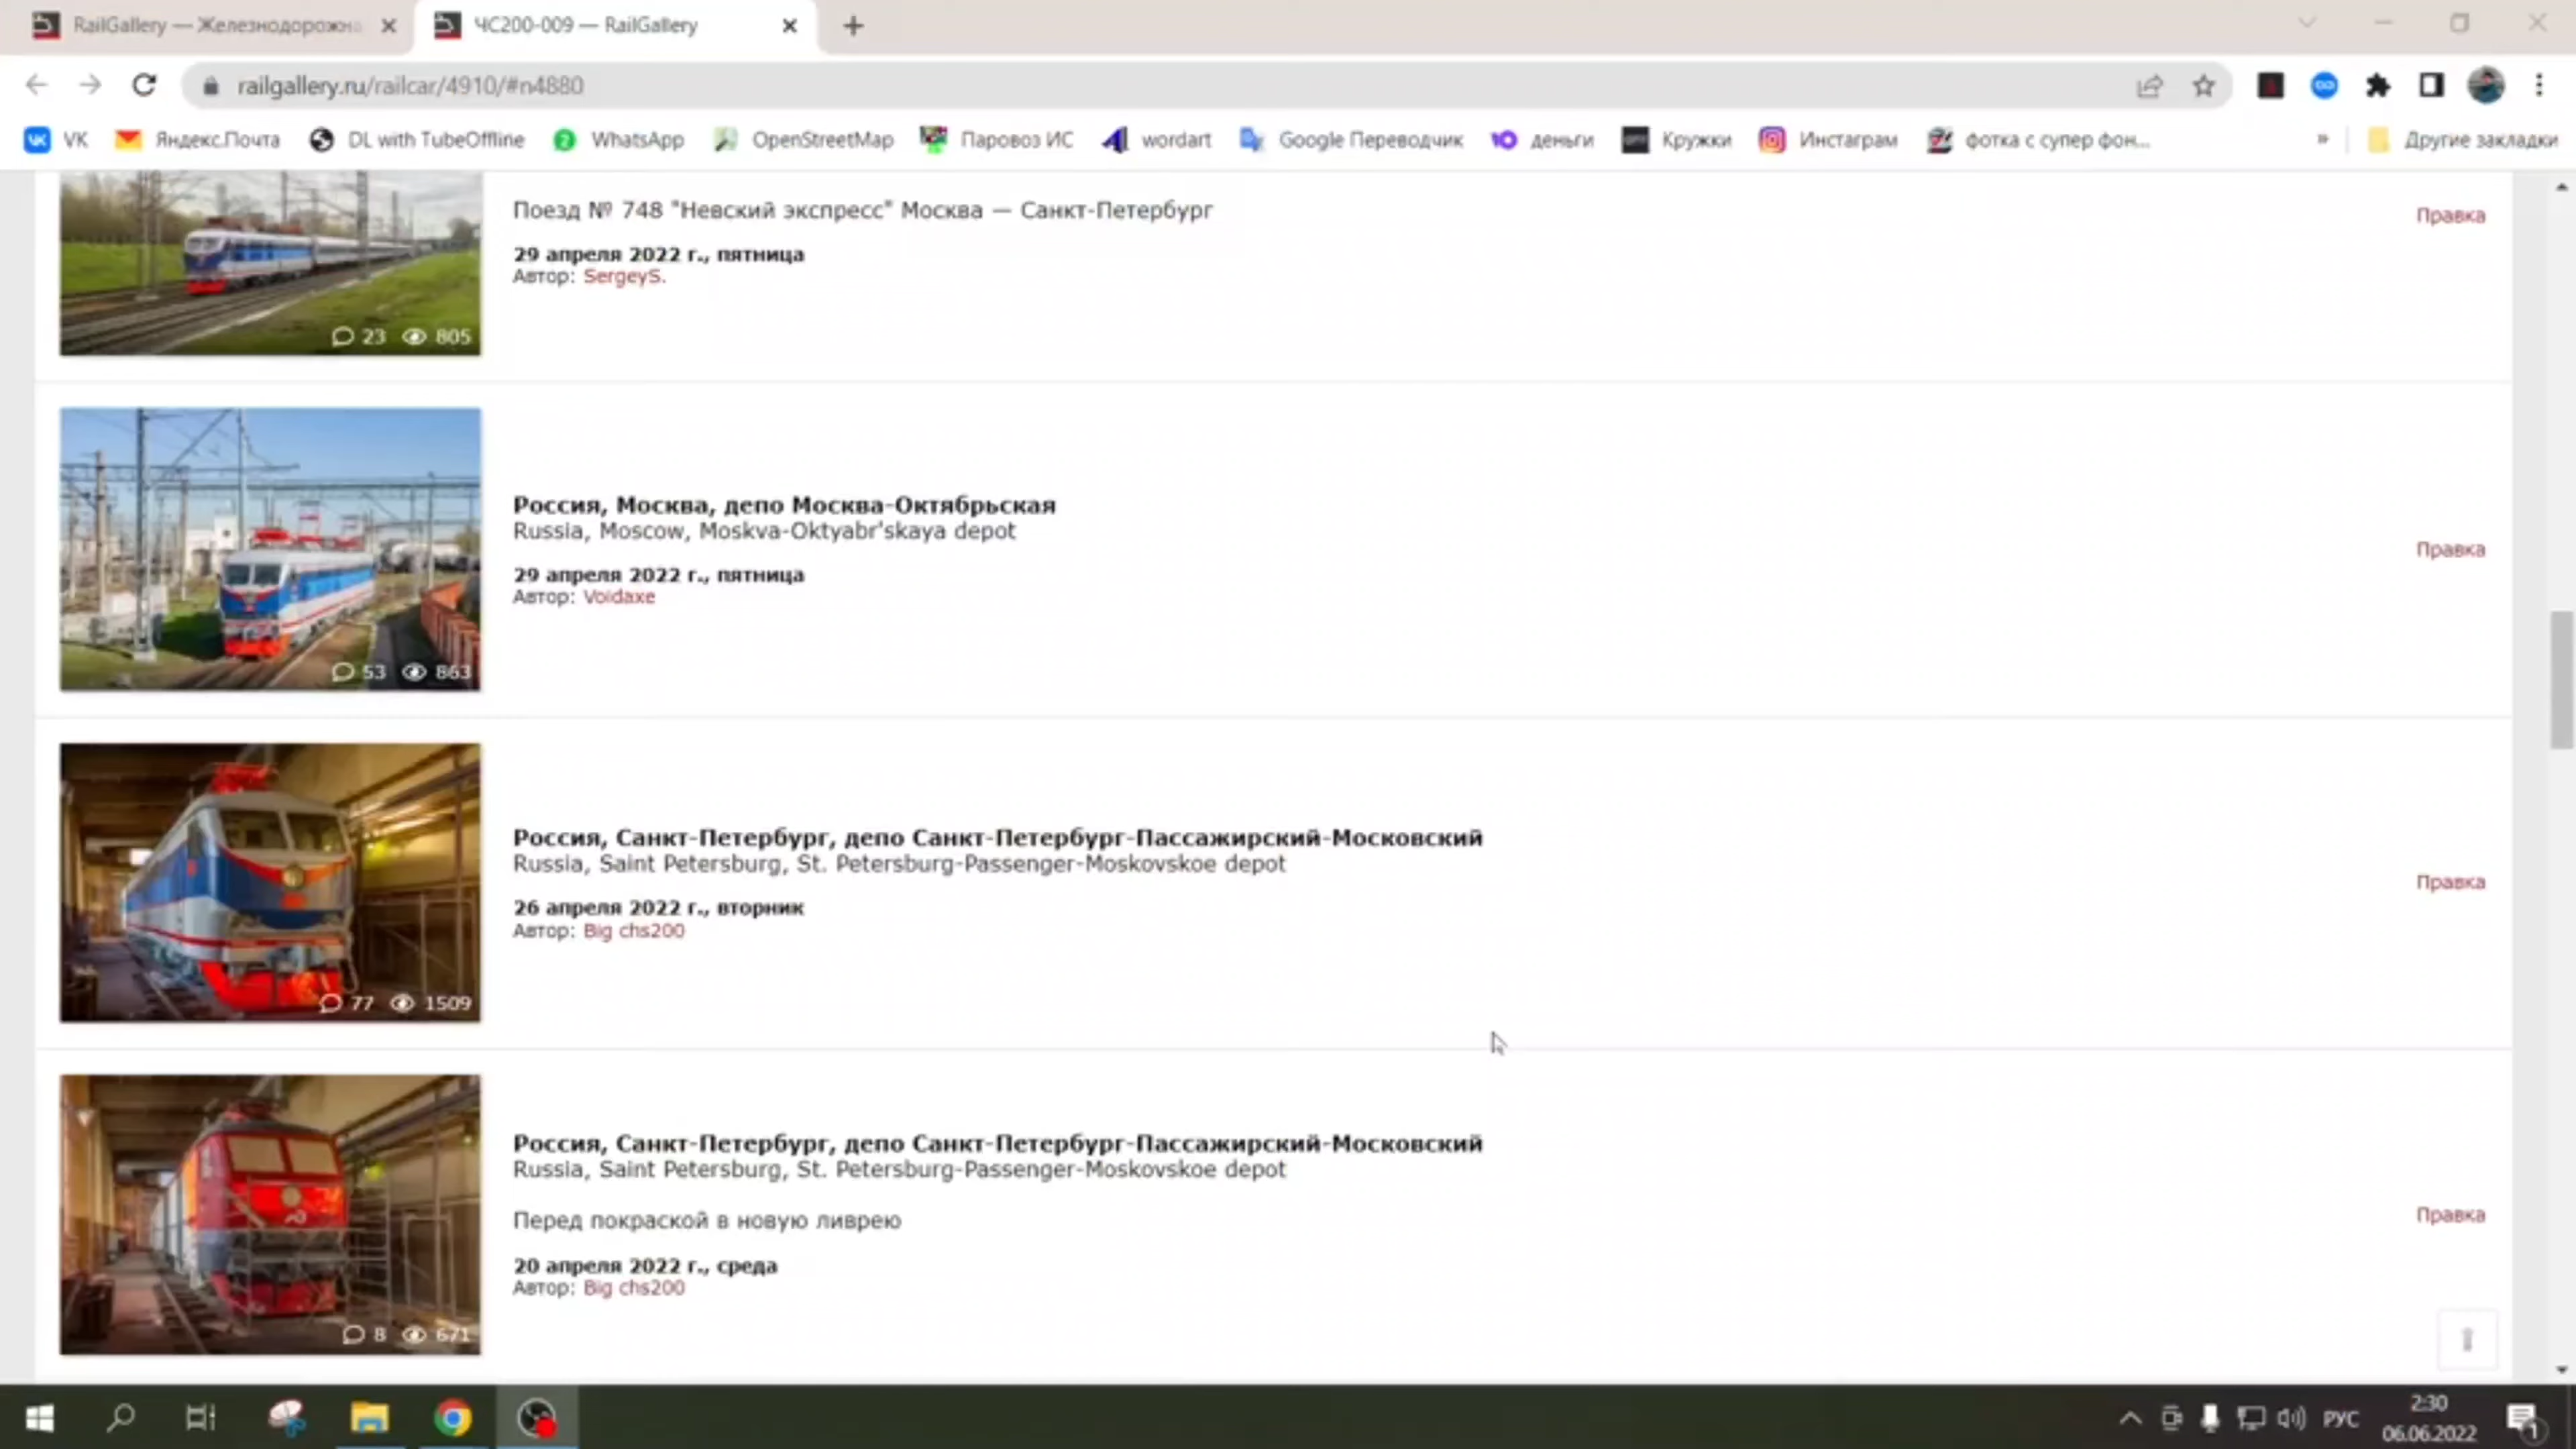 RailGallery — Железнодорожна
ЧС200-009 — RailGallery
railgallery.ru/railcar/4910/#n4880
VK
Яндекс.Почта
DL with TubeOffline
WhatsApp
OpenStreetMap
Паровоз ИС
wordart
Google Переводчик
деньги
Кружки
Инстаграм
фотка с супер фон...
»
Другие закладки
Поезд № 748 "Невский экспресс" Москва — Санкт-Петербург
Правка
29 апреля 2022 г., пятница
Автор: SergeyS.
23 805
Россия, Москва, депо Москва-Октябрьская
Russia, Moscow, Moskva-Oktyabr'skaya depot
Правка
29 апреля 2022 г., пятница
Автор: Voidaxe
53 863
Россия, Санкт-Петербург, депо Санкт-Петербург-Пассажирский-Московский
Russia, Saint Petersburg, St. Petersburg-Passenger-Moskovskoe depot
Правка
26 апреля 2022 г., вторник
Автор: Big chs200
77 1509
Россия, Санкт-Петербург, депо Санкт-Петербург-Пассажирский-Московский
Russia, Saint Petersburg, St. Petersburg-Passenger-Moskovskoe depot
Перед покраской в новую ливрею
Правка
20 апреля 2022 г., среда
Автор: Big chs200
8 671
РУС
2:30
06.06.2022
1